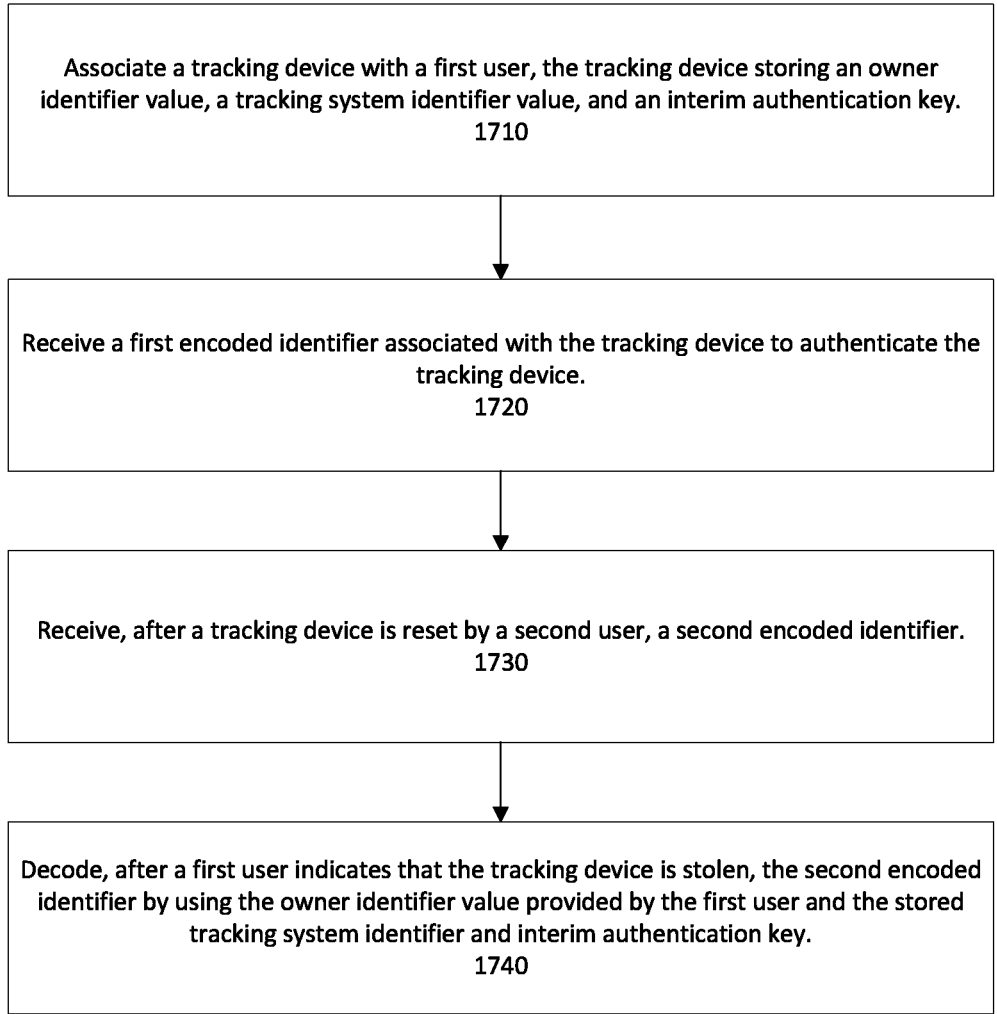 Associate a tracking device with a first user, the tracking device storing an owner
identifier value, a tracking system identifier value, and an interim authentication key.
1710
Receive a first encoded identifier associated with the tracking device to authenticate the
tracking device.
1720
Receive, after a tracking device is reset by a second user, a second encoded identifier.
1730
Decode, after a first user indicates that the tracking device is stolen, the second encoded
identifier by using the owner identifier value provided by the first user and the stored
tracking system identifier and interim authentication key.
1740